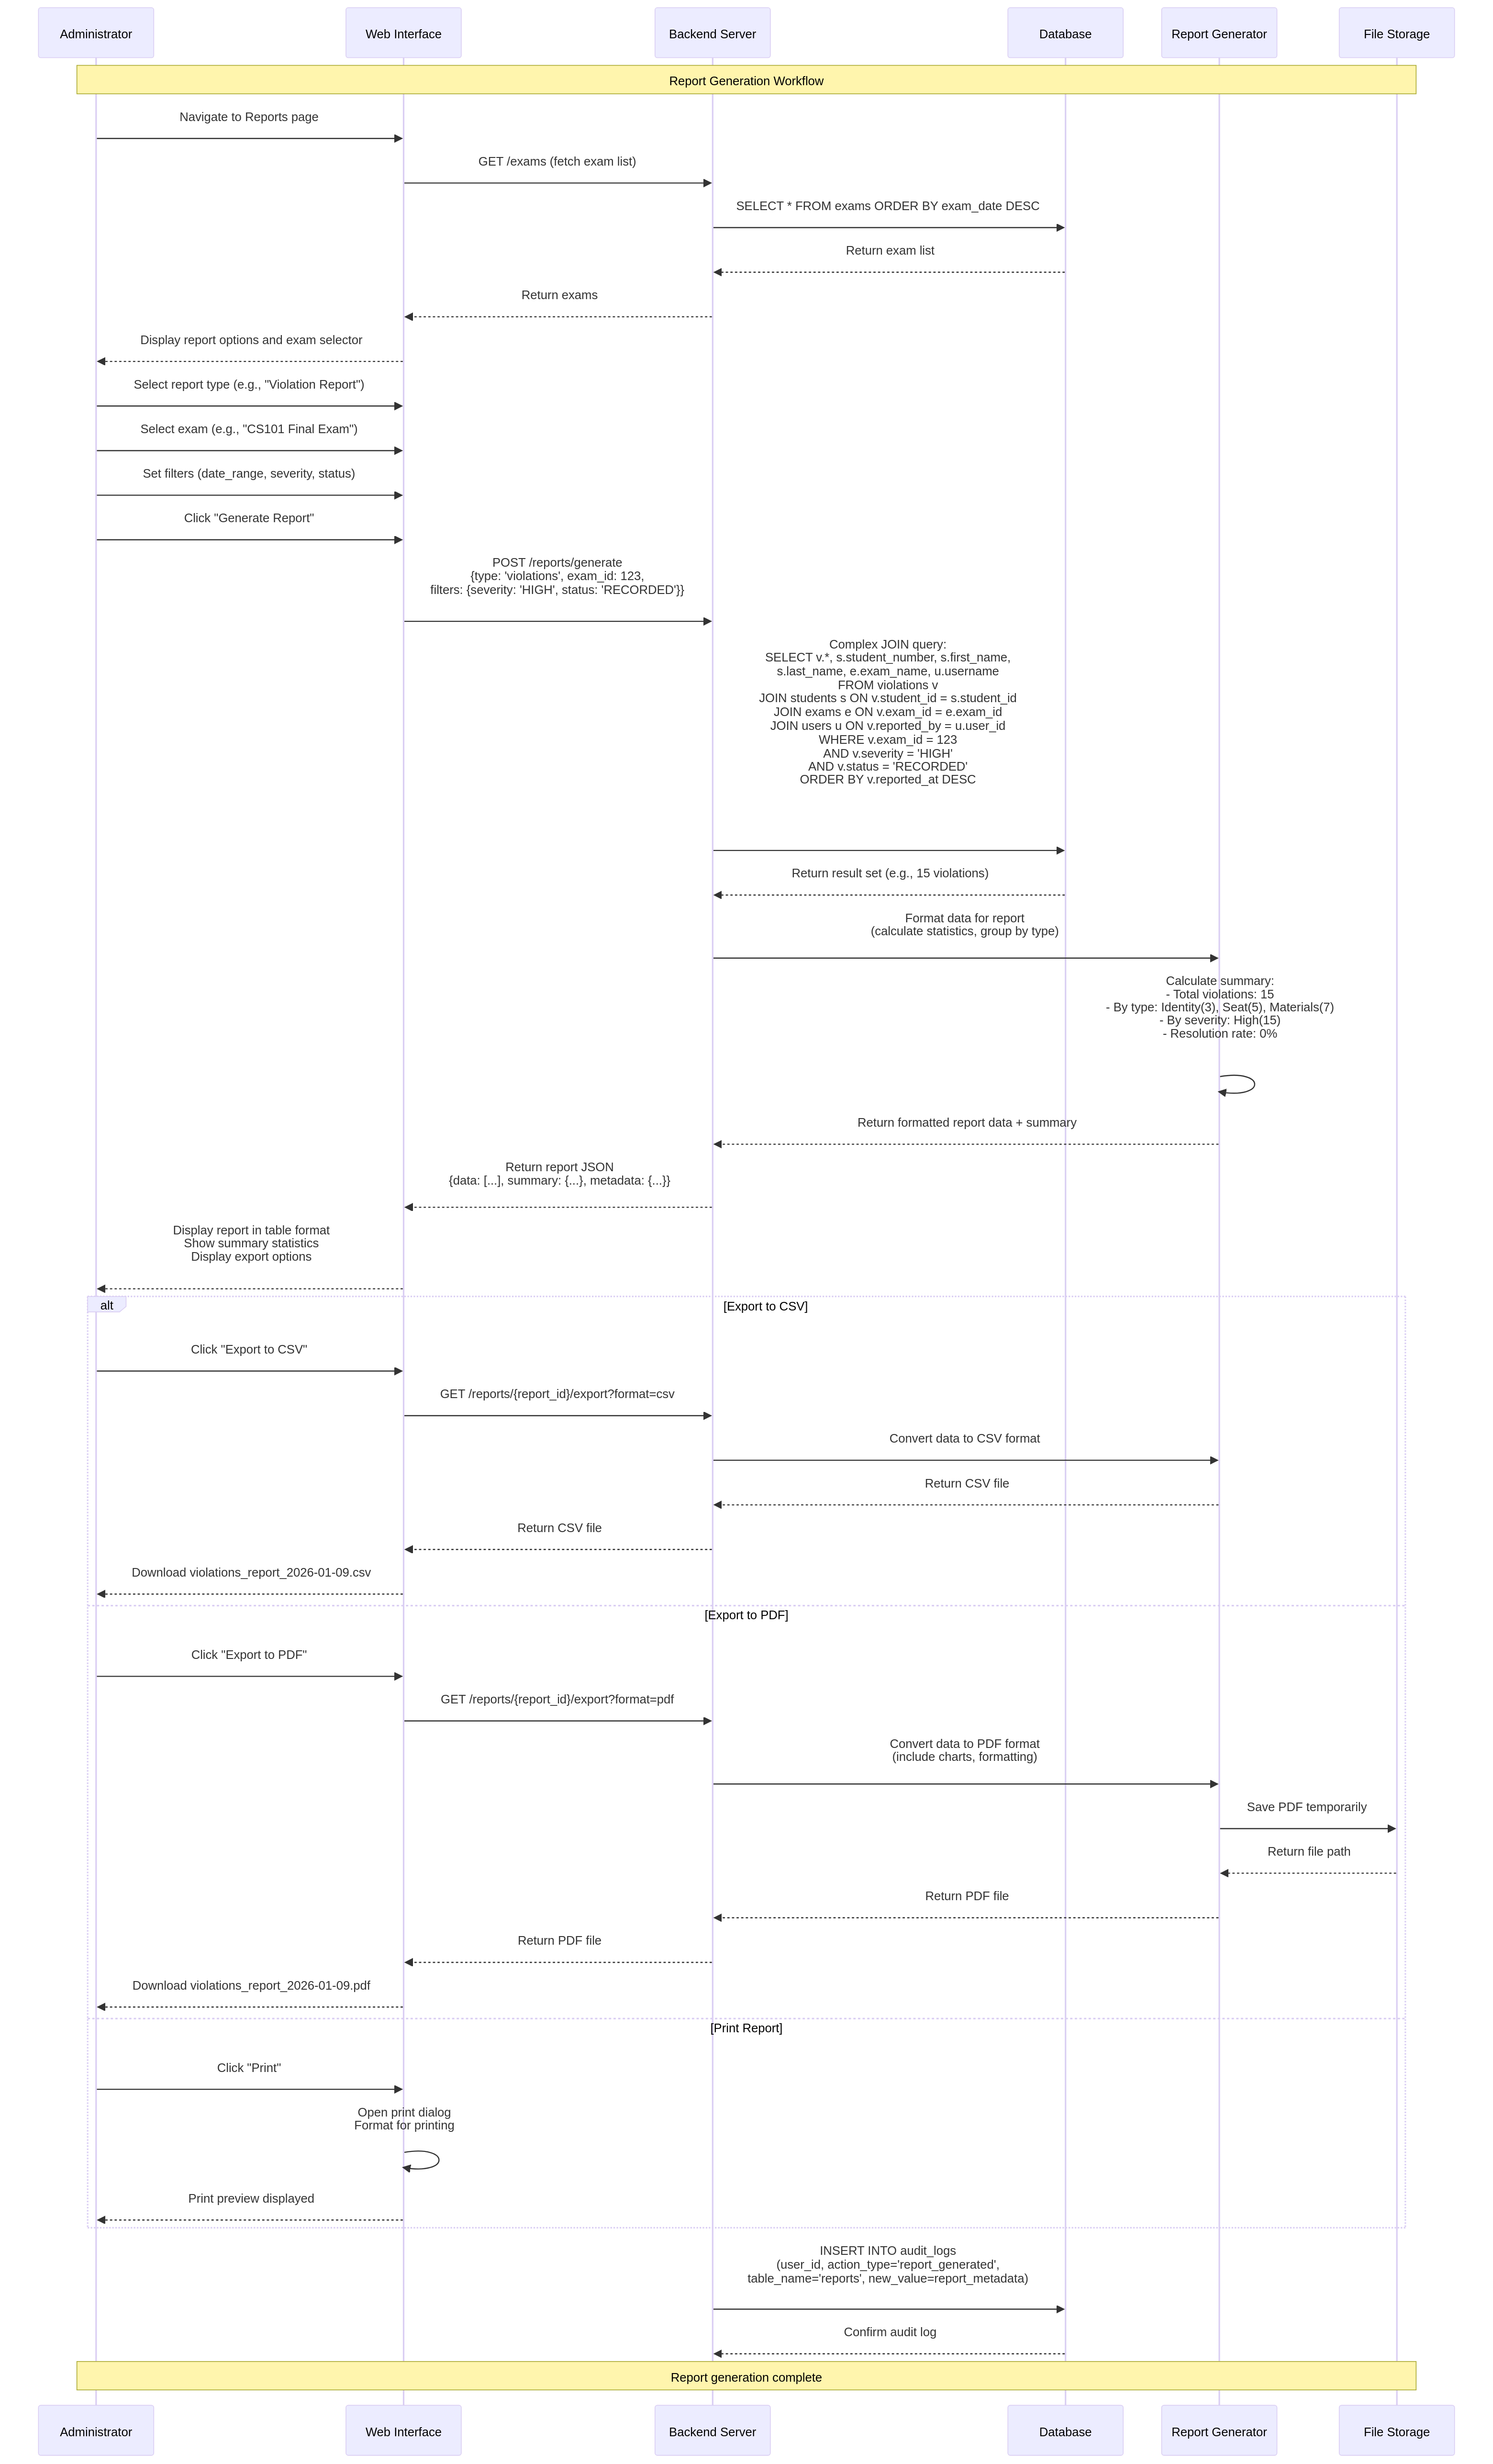 Administrator
Web Interface
Backend Server
Database
Report Generator
File Storage
Report Generation Workflow
Navigate to Reports page
GET /exams (fetch exam list)
SELECT * FROM exams ORDER BY exam_date DESC
Return exam list
Return exams
Display report options and exam selector
Select report type (e.g., "Violation Report")
Select exam (e.g., "CS101 Final Exam")
Set filters (date_range, severity, status)
Click "Generate Report"
POST /reports/generate
{type: 'violations', exam_id: 123,
filters: {severity: 'HIGH', status: 'RECORDED'}}
Complex JOIN query:
SELECT v.*, s.student_number, s.first_name,
s.last_name, e.exam_name, u.username
FROM violations v
JOIN students s ON v.student_id = s.student_id
JOIN exams e ON v.exam_id = e.exam_id
JOIN users u ON v.reported_by = u.user_id
WHERE v.exam_id = 123
AND v.severity = 'HIGH'
AND v.status = 'RECORDED'
ORDER BY v.reported_at DESC
Return result set (e.g., 15 violations)
Format data for report
(calculate statistics, group by type)
Calculate summary:
- Total violations: 15
- By type: Identity(3), Seat(5), Materials(7)
- By severity: High(15)
- Resolution rate: 0%
Return formatted report data + summary
Return report JSON
{data: [...], summary: {...}, metadata: {...}}
Display report in table format
Show summary statistics
Display export options
alt
[Export to CSV]
Click "Export to CSV"
GET /reports/{report_id}/export?format=csv
Convert data to CSV format
Return CSV file
Return CSV file
Download violations_report_2026-01-09.csv
[Export to PDF]
Click "Export to PDF"
GET /reports/{report_id}/export?format=pdf
Convert data to PDF format
(include charts, formatting)
Save PDF temporarily
Return file path
Return PDF file
Return PDF file
Download violations_report_2026-01-09.pdf
[Print Report]
Click "Print"
Open print dialog
Format for printing
Print preview displayed
INSERT INTO audit_logs
(user_id, action_type='report_generated',
table_name='reports', new_value=report_metadata)
Confirm audit log
Report generation complete
Administrator
Web Interface
Backend Server
Database
Report Generator
File Storage